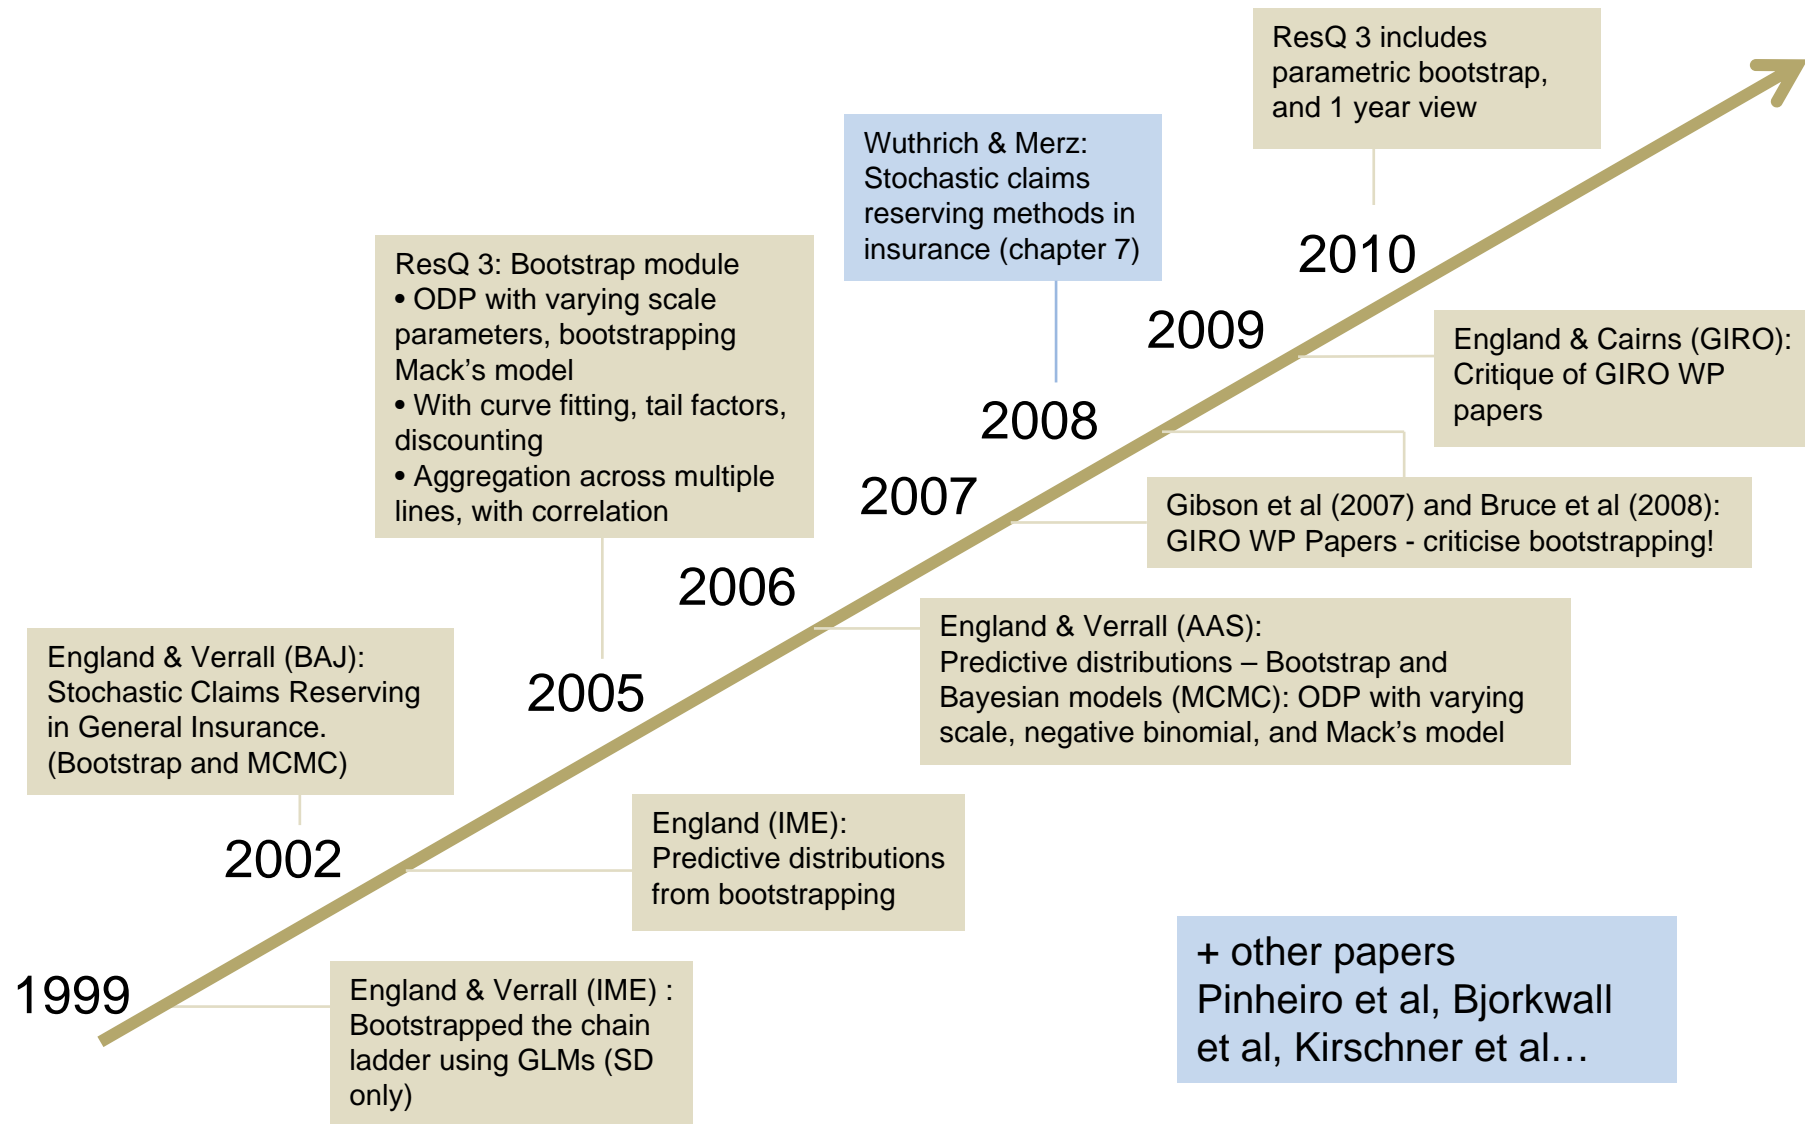 ResQ 3 includes
parametric bootstrap,
and 1 year view
Wuthrich & Merz:
Stochastic claims
reserving methods in
insurance (chapter 7)
2010
ResQ 3: Bootstrap module
• ODP with varying scale
parameters, bootstrapping
Mack’s model
• With curve fitting, tail factors,
discounting
• Aggregation across multiple
lines, with correlation
2009
England & Cairns (GIRO):
Critique of GIRO WP
papers
2008
2007
Gibson et al (2007) and Bruce et al (2008):
GIRO WP Papers - criticise bootstrapping!
2006
England & Verrall (AAS):
Predictive distributions – Bootstrap and
Bayesian models (MCMC): ODP with varying
scale, negative binomial, and Mack’s model
England & Verrall (BAJ):
Stochastic Claims Reserving
in General Insurance.
(Bootstrap and MCMC)
2005
2002
England (IME):
Predictive distributions
from bootstrapping
1999
England & Verrall (IME) :
Bootstrapped the chain
ladder using GLMs (SD
only)
+ other papers
Pinheiro et al, Bjorkwall
et al, Kirschner et al…